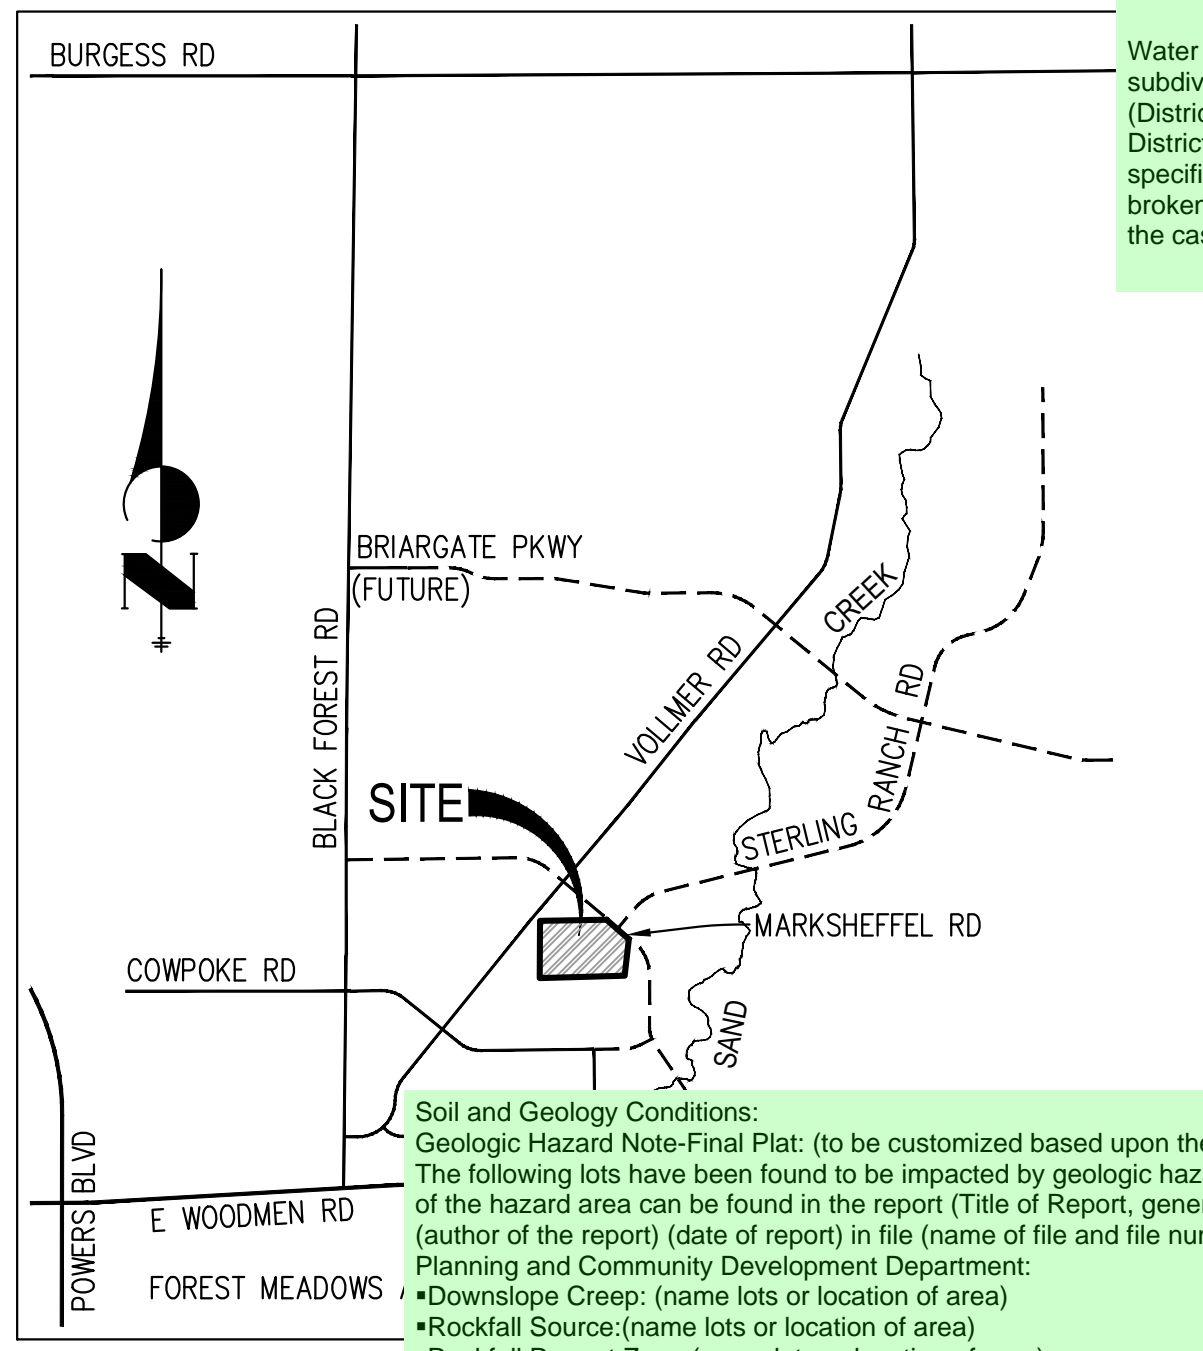 BURGESS RD
Water
subdiv
(Distric
District
specifi
broken
the cas
N
BRIARGATE PKWY
(FUTURE)
CREEK
BLACK FOREST RD
VOLLMER RD
SITE
STERLING RANCH RD
MARKSHEFFEL RD
COWPOKE RD
SAND
POWERS BLVD
E WOODMEN RD
FOREST MEADOWS
Soil and Geology Conditions:
Geologic Hazard Note-Final Plat: (to be customized based upon the
The following lots have been found to be impacted by geologic haz
of the hazard area can be found in the report (Title of Report, gene
(author of the report) (date of report) in file (name of file and file nu
Planning and Community Development Department:
▪Downslope Creep: (name lots or location of area)
▪Rockfall Source:(name lots or location of area)